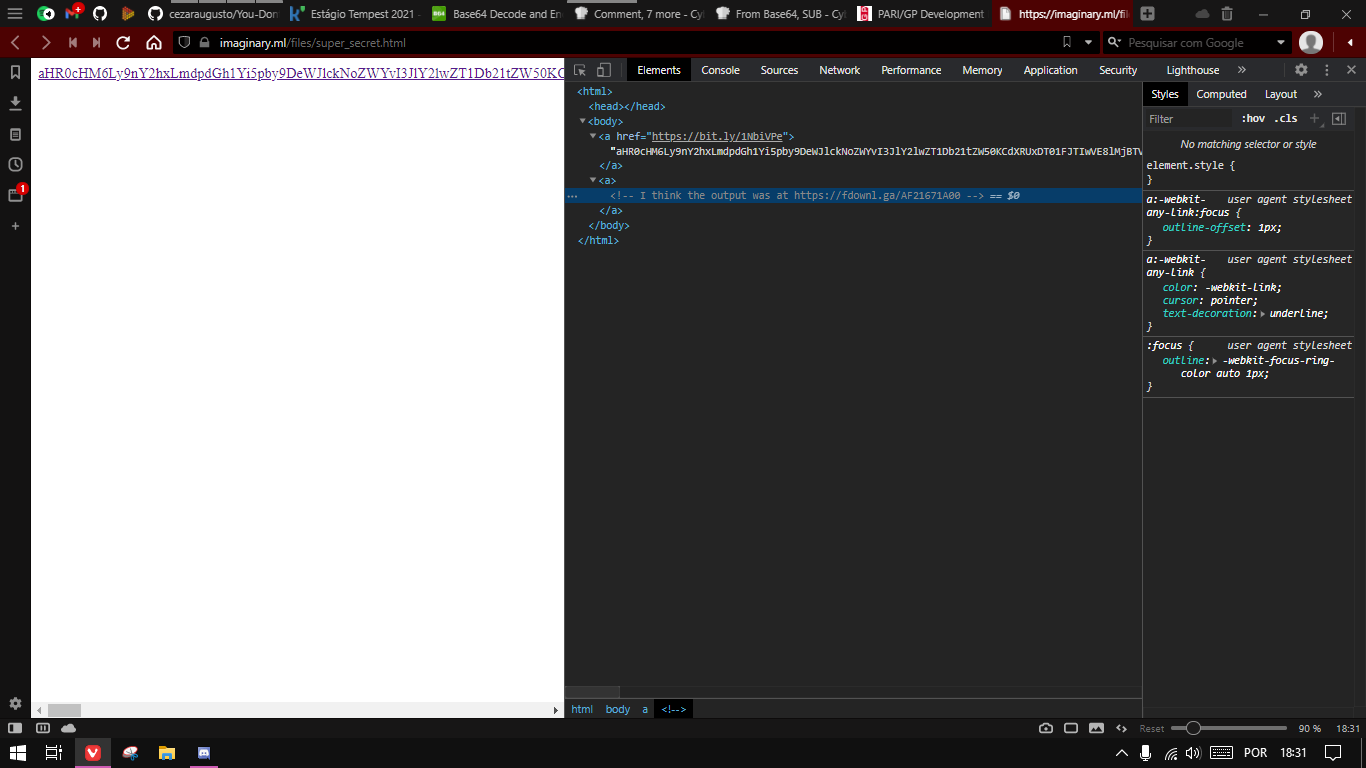 cezaraugusto/You-Don
Estágio Tempest 2021 -
Base64 Decode and En
Comment, 7 more - Cy
From Base64, SUB - Cy
PARI/GP Development
https://imaginary.ml/file
imaginary.ml/files/super_secret.html
Pesquisar com Google
aHR0cHM6Ly9nY2hxLmdpdGh1Yi5pby9DeWJlckNoZWYvI3JlY2lwZT1Db21tZW50KC
Elements Console Sources Network Performance Memory Application Security Lighthouse »
<html>
<head></head>
<body>
<a href="https://bit.ly/1NbiVPe">
"aHR0cHM6Ly9nY2hxLmdpdGh1Yi5pby9DeWJlckNoZWYvI3JlY2lwZT1Db21tZW50KCdXRUxDT01FJTIwVE8lMjBTV
</a>
<a>
<!-- I think the output was at https://fdownl.ga/AF21671A00 --> == $0
</a>
</body>
</html>
Styles Computed Layout »
Filter :hov .cls
No matching selector or style
element.style {
}
a:-webkit-any-link:focus { user agent stylesheet
outline-offset: 1px;
}
a:-webkit-any-link { user agent stylesheet
color: -webkit-link;
cursor: pointer;
text-decoration: underline;
}
:focus { user agent stylesheet
outline: -webkit-focus-ring-
color auto 1px;
}
html body a <!-->
1
Reset 90 % 18:31
POR 18:31